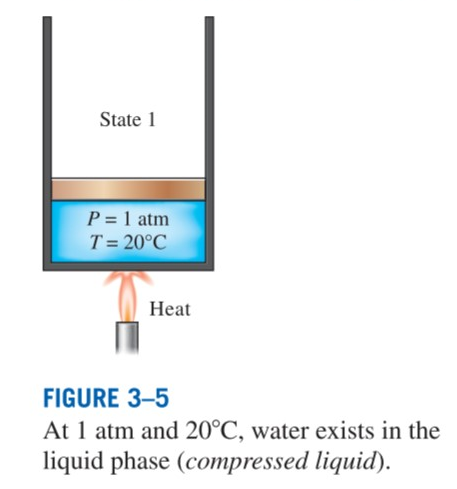 State 1
P = 1 atm
T = 20°C
Heat
FIGURE 3–5
At 1 atm and 20°C, water exists in the
liquid phase (compressed liquid).